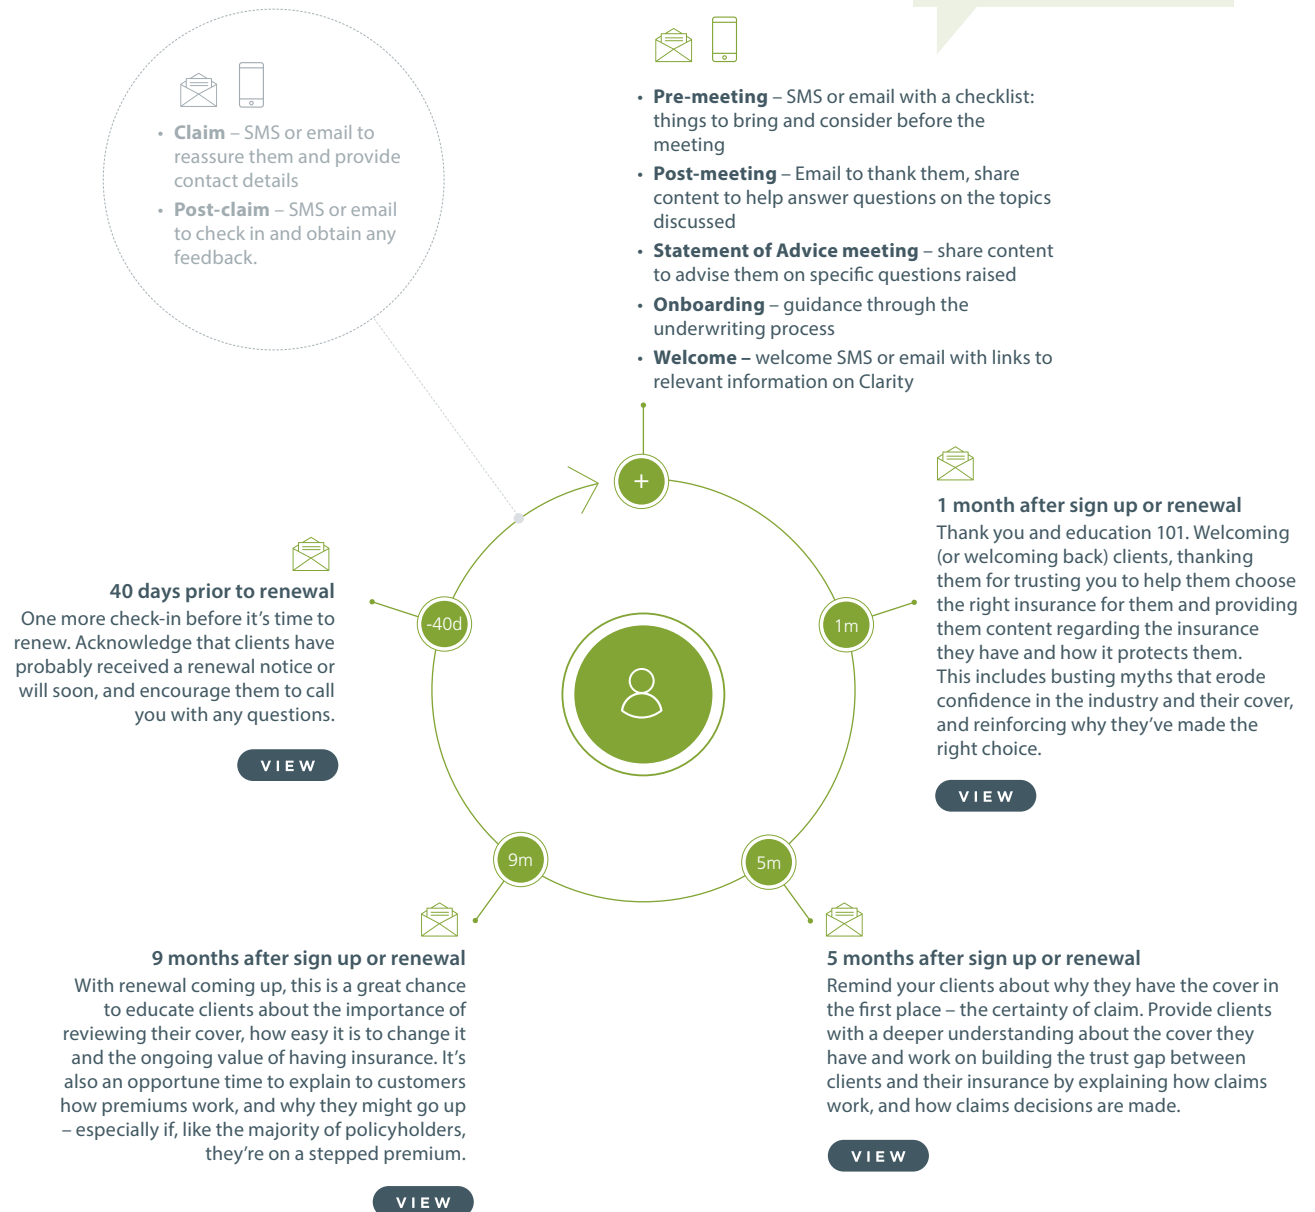 • Claim – SMS or email to
reassure them and provide
contact details
• Post-claim – SMS or email
to check in and obtain any
feedback.
• Pre-meeting – SMS or email with a checklist:
things to bring and consider before the
meeting
• Post-meeting – Email to thank them, share
content to help answer questions on the topics
discussed
• Statement of Advice meeting – share content
to advise them on specific questions raised
• Onboarding – guidance through the
underwriting process
• Welcome – welcome SMS or email with links to
relevant information on Clarity
+
1 month after sign up or renewal
Thank you and education 101. Welcoming
(or welcoming back) clients, thanking
them for trusting you to help them choose
the right insurance for them and providing
them content regarding the insurance
they have and how it protects them.
This includes busting myths that erode
confidence in the industry and their cover,
and reinforcing why they’ve made the
right choice.
VIEW
1m
40 days prior to renewal
One more check-in before it’s time to
renew. Acknowledge that clients have
probably received a renewal notice or
will soon, and encourage them to call
you with any questions.
VIEW
-40d
9m
5m
9 months after sign up or renewal
With renewal coming up, this is a great chance
to educate clients about the importance of
reviewing their cover, how easy it is to change it
and the ongoing value of having insurance. It’s
also an opportune time to explain to customers
how premiums work, and why they might go up
– especially if, like the majority of policyholders,
they’re on a stepped premium.
VIEW
5 months after sign up or renewal
Remind your clients about why they have the cover in
the first place – the certainty of claim. Provide clients
with a deeper understanding about the cover they
have and work on building the trust gap between
clients and their insurance by explaining how claims
work, and how claims decisions are made.
VIEW